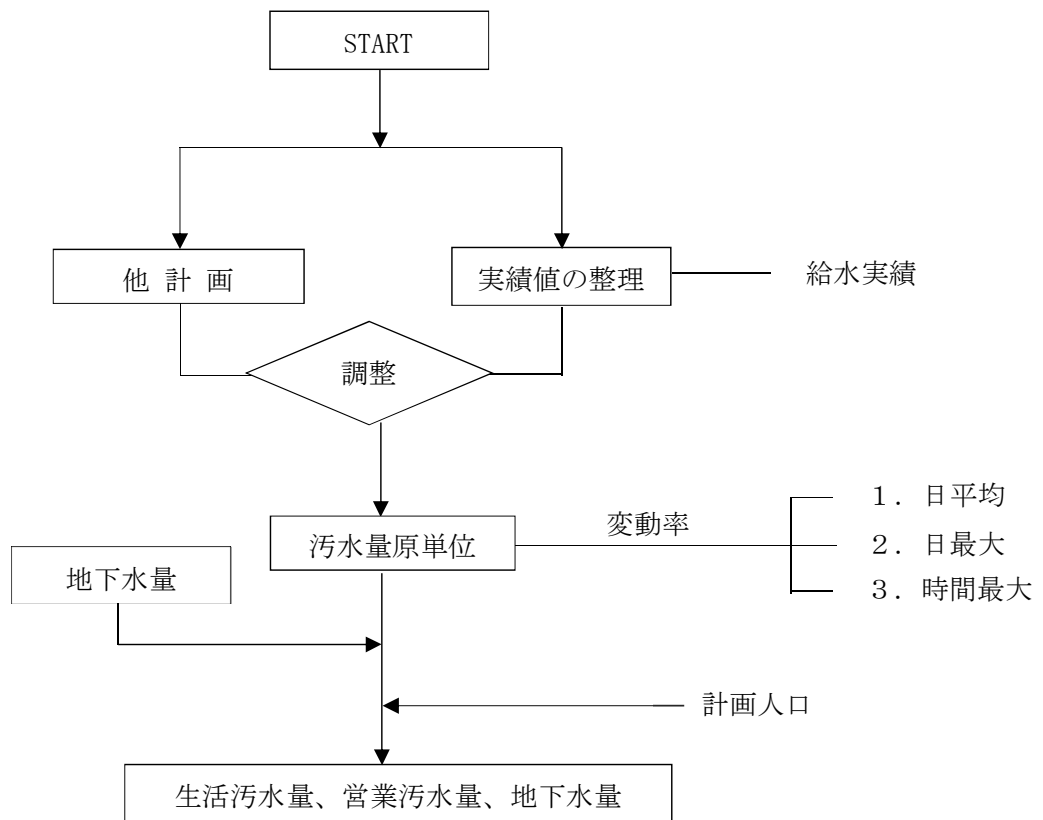 START
他 計 画
実績値の整理
給水実績
調整
汚水量原単位
変動率
１．日平均
２．日最大
３．時間最大
地下水量
計画人口
生活汚水量、営業汚水量、地下水量